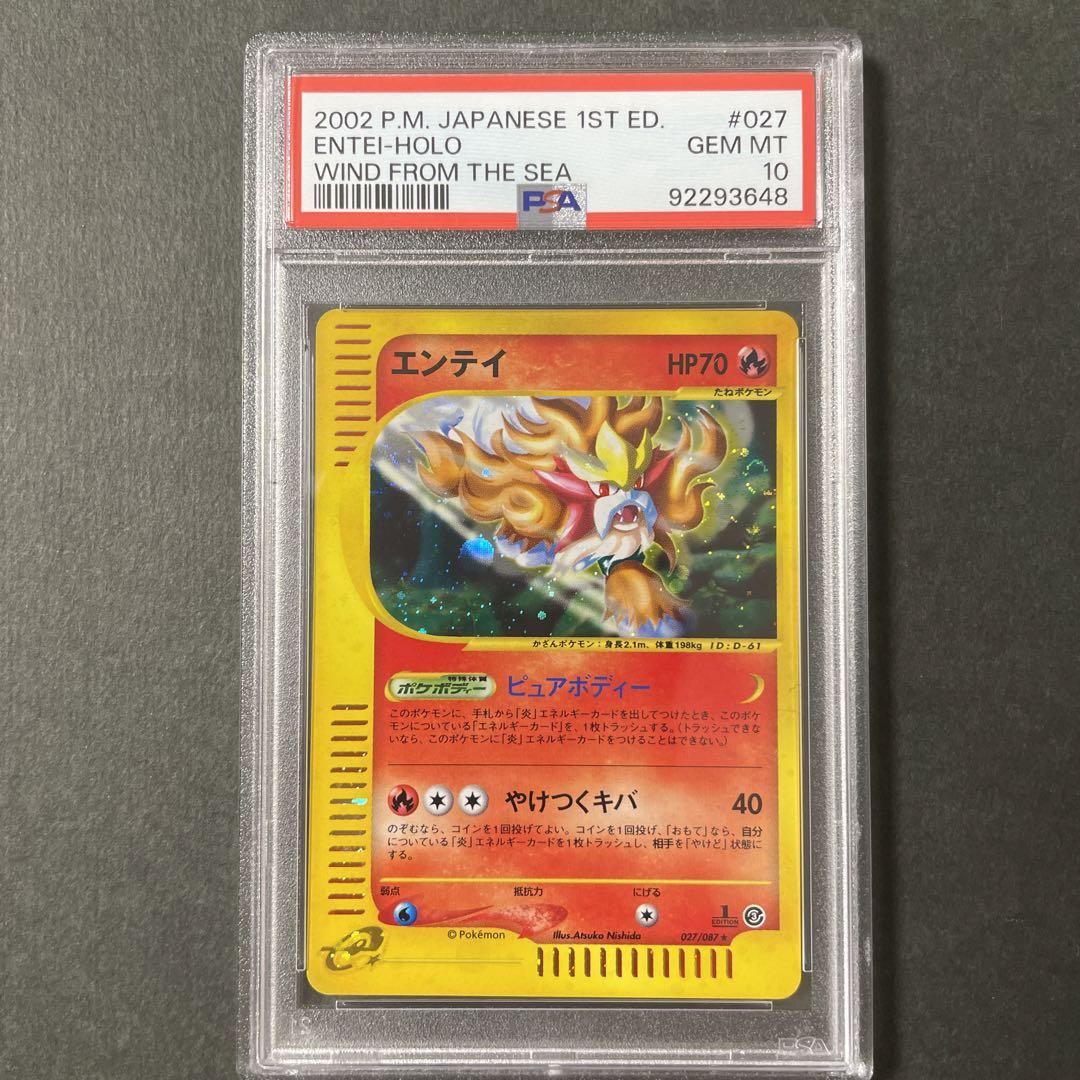 2002 P.M. JAPANESE 1ST ED. #027
ENTEI-HOLO GEM MT
WIND FROM THE SEA 10
PSA 92293648
エンテイ HP70
たねポケモン
かざんポケモン：身長2.1m、体重198kg ID:D-61
特殊体質
ポケボディー ピュアボディー
このポケモンに、手札から「炎」エネルギーカードを出してつけたとき、このポケ
モンについている「エネルギーカード」を、1枚トラッシュする。（トラッシュできな
いなら、このポケモンに「炎」エネルギーカードをつけることはできない。）
やけつくキバ 40
のぞむなら、コインを1回投げてよい。コインを1回投げ、「おもて」なら、自分
についている「炎」エネルギーカードを1枚トラッシュし、相手を「やけど」状態に
する。
弱点 抵抗力 にげる
1
EDITION
3
© Pokémon Illus.Atsuko Nishida 027/087★
e
PSA